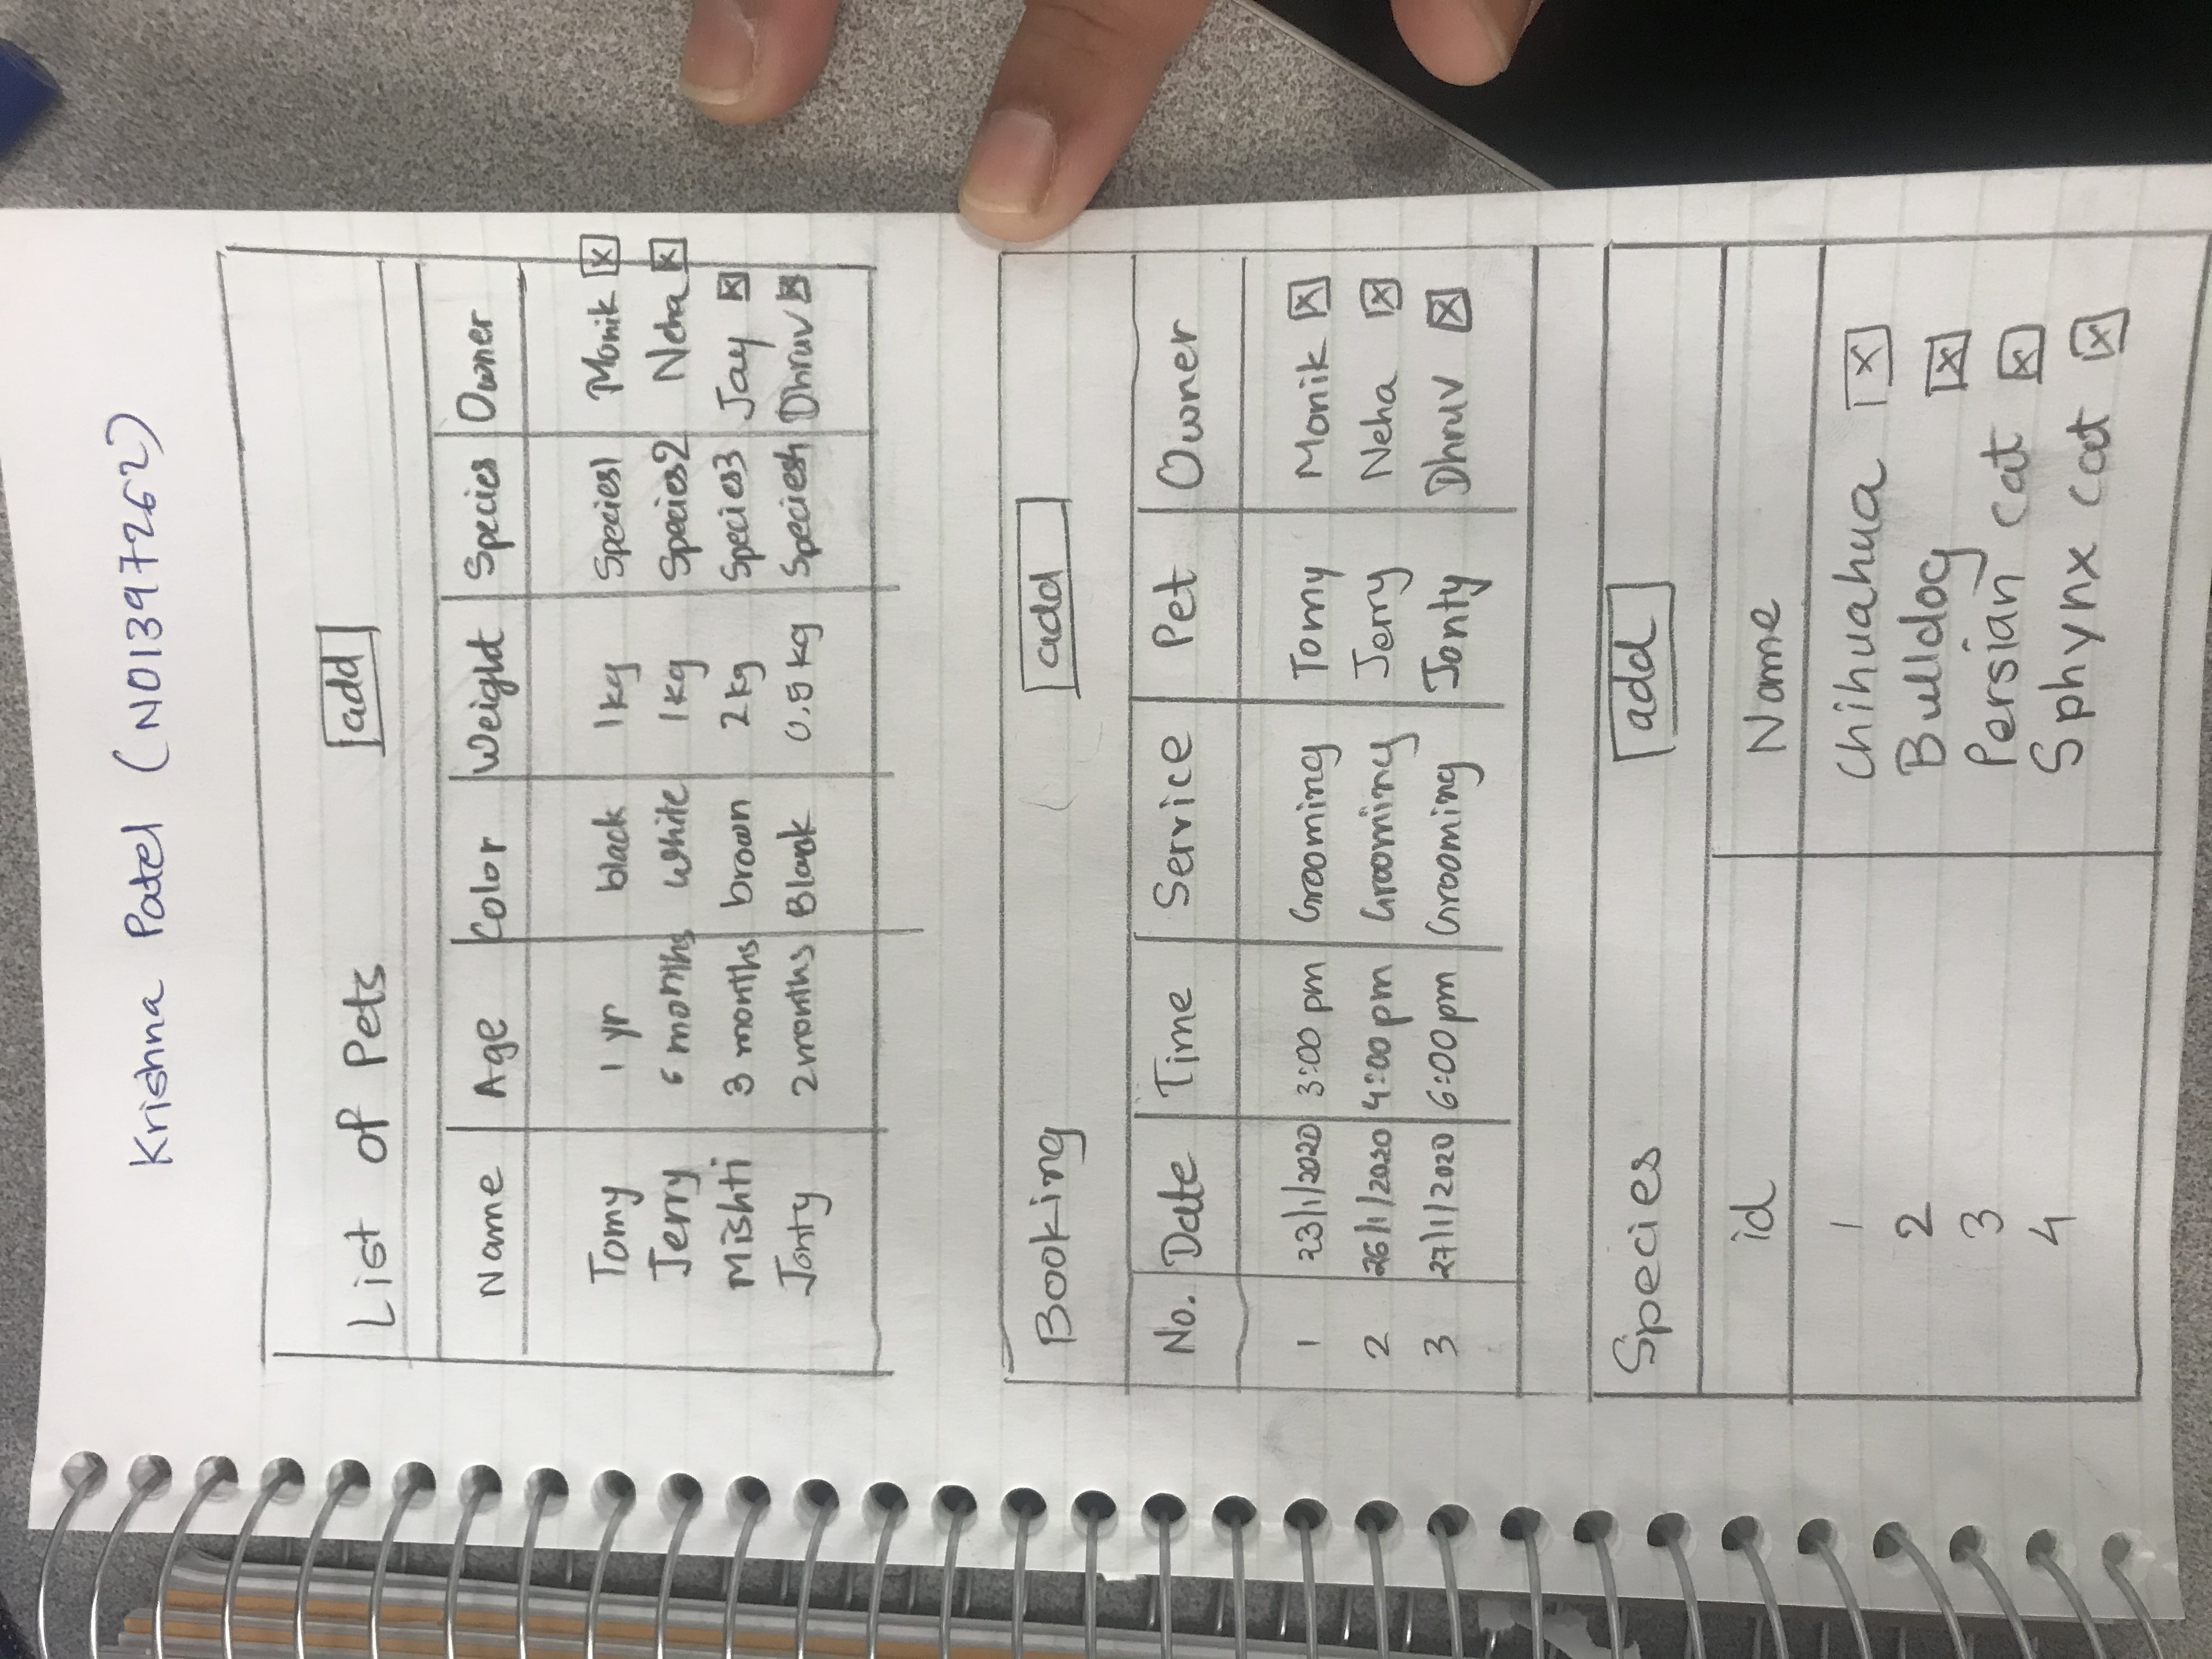 Krishna Patel (N01397262)
List of Pets add
Name Age Color Weight Species Owner
Tomy 1 yr black 1kg Species1 Monik x
Jerry 6 months white 1kg Species2 Neha x
Mishti 3 months brown 2kg Species3 Jay x
Jonty 2months Black 0.5 kg Species4 Dhruv x
Booking add
No. Date Time Service Pet Owner
1 23/1/2020 3:00 pm Grooming Tomy Monik x
2 26/1/2020 4:00 pm Grooming Jerry Neha x
3 27/1/2020 6:00 pm Grooming Jonty Dhruv x
Species add
id Name
1 Chihuahua x
2 Bulldog x
3 Persian cat x
4 Sphynx cat x